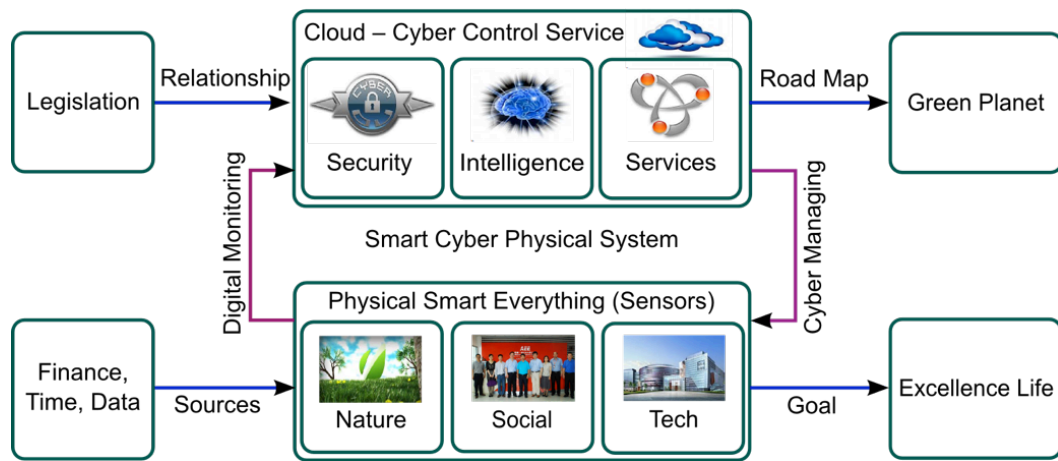 Cloud – Cyber Control Service
Legislation
Relationship
CYBER
Security
Intelligence
Services
Road Map
Green Planet
Digital Monitoring
Smart Cyber Physical System
Cyber Managing
Physical Smart Everything (Sensors)
Finance,
Time, Data
Sources
Nature
Social
Tech
Goal
Excellence Life